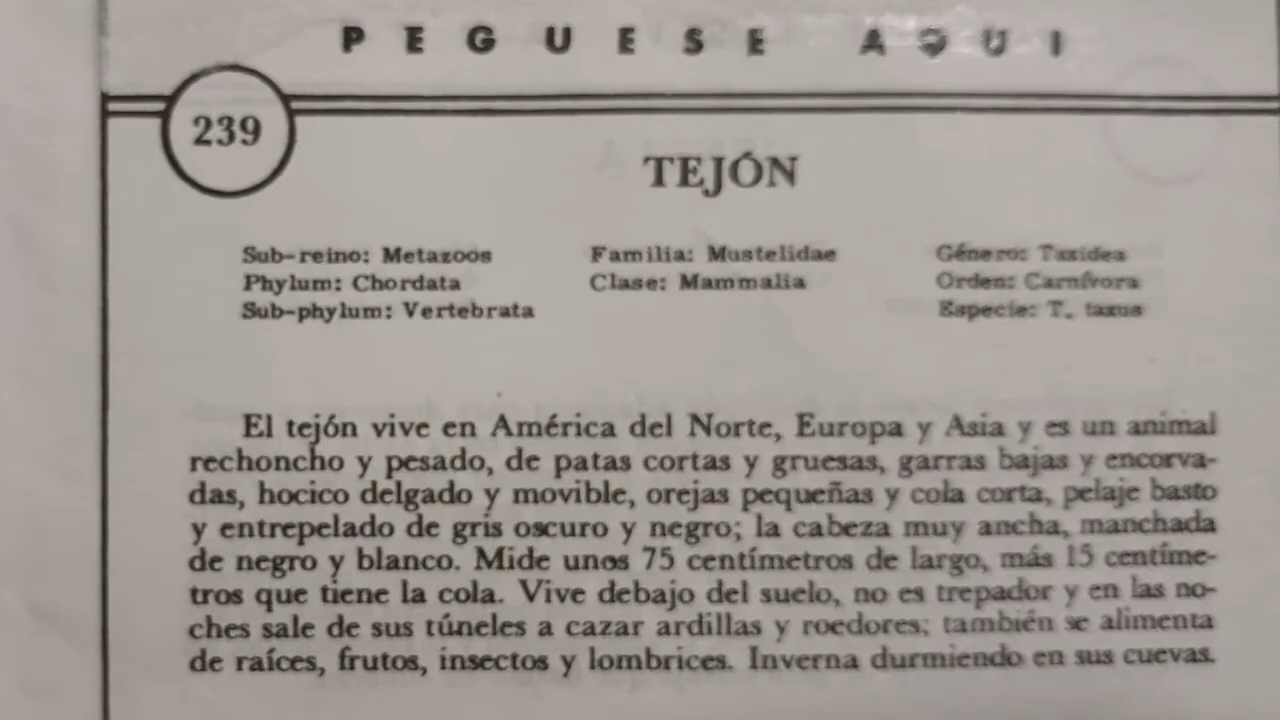 PEGUESE AQUI
239
TEJÓN
Sub-reino: Metazoos
Phylum: Chordata
Sub-phylum: Vertebrata
Familia: Mustelidae
Clase: Mammalia
Género: Taxidea
Orden: Carnívora
Especie: T. taxus
El tejón vive en América del Norte, Europa y Asia y es un animal
rechoncho y pesado, de patas cortas y gruesas, garras bajas y encorva-
das, hocico delgado y movible, orejas pequeñas y cola corta, pelaje basto
y entrepelado de gris oscuro y negro; la cabeza muy ancha, manchada
de negro y blanco. Mide unos 75 centímetros de largo, más 15 centíme-
tros que tiene la cola. Vive debajo del suelo, no es trepador y en las no-
ches sale de sus túneles a cazar ardillas y roedores; también se alimenta
de raíces, frutos, insectos y lombrices. Inverna durmiendo en sus cuevas.